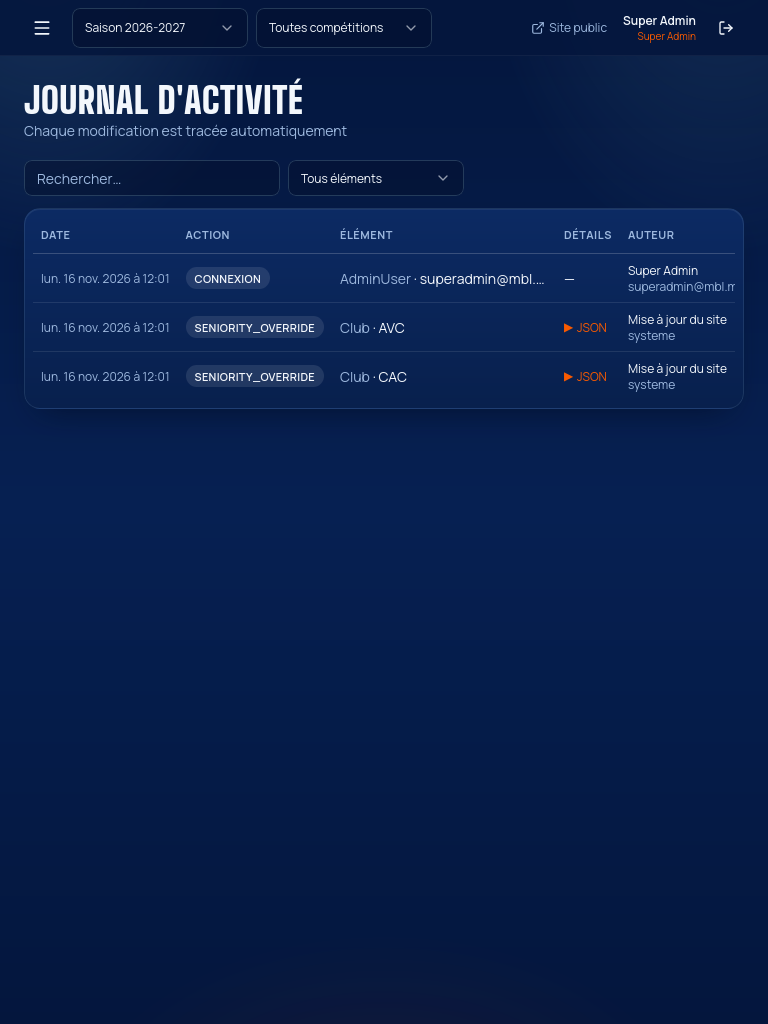 Saison 2026-2027
Toutes compétitions
Site public
Super Admin
Super Admin
JOURNAL D'ACTIVITÉ
Chaque modification est tracée automatiquement
Rechercher...
Tous éléments
DATE ACTION ÉLÉMENT DÉTAILS AUTEUR
lun. 16 nov. 2026 à 12:01 CONNEXION AdminUser · superadmin@mbl.... — Super Admin
superadmin@mbl.m
lun. 16 nov. 2026 à 12:01 SENIORITY_OVERRIDE Club · AVC ▶ JSON Mise à jour du site
systeme
lun. 16 nov. 2026 à 12:01 SENIORITY_OVERRIDE Club · CAC ▶ JSON Mise à jour du site
systeme